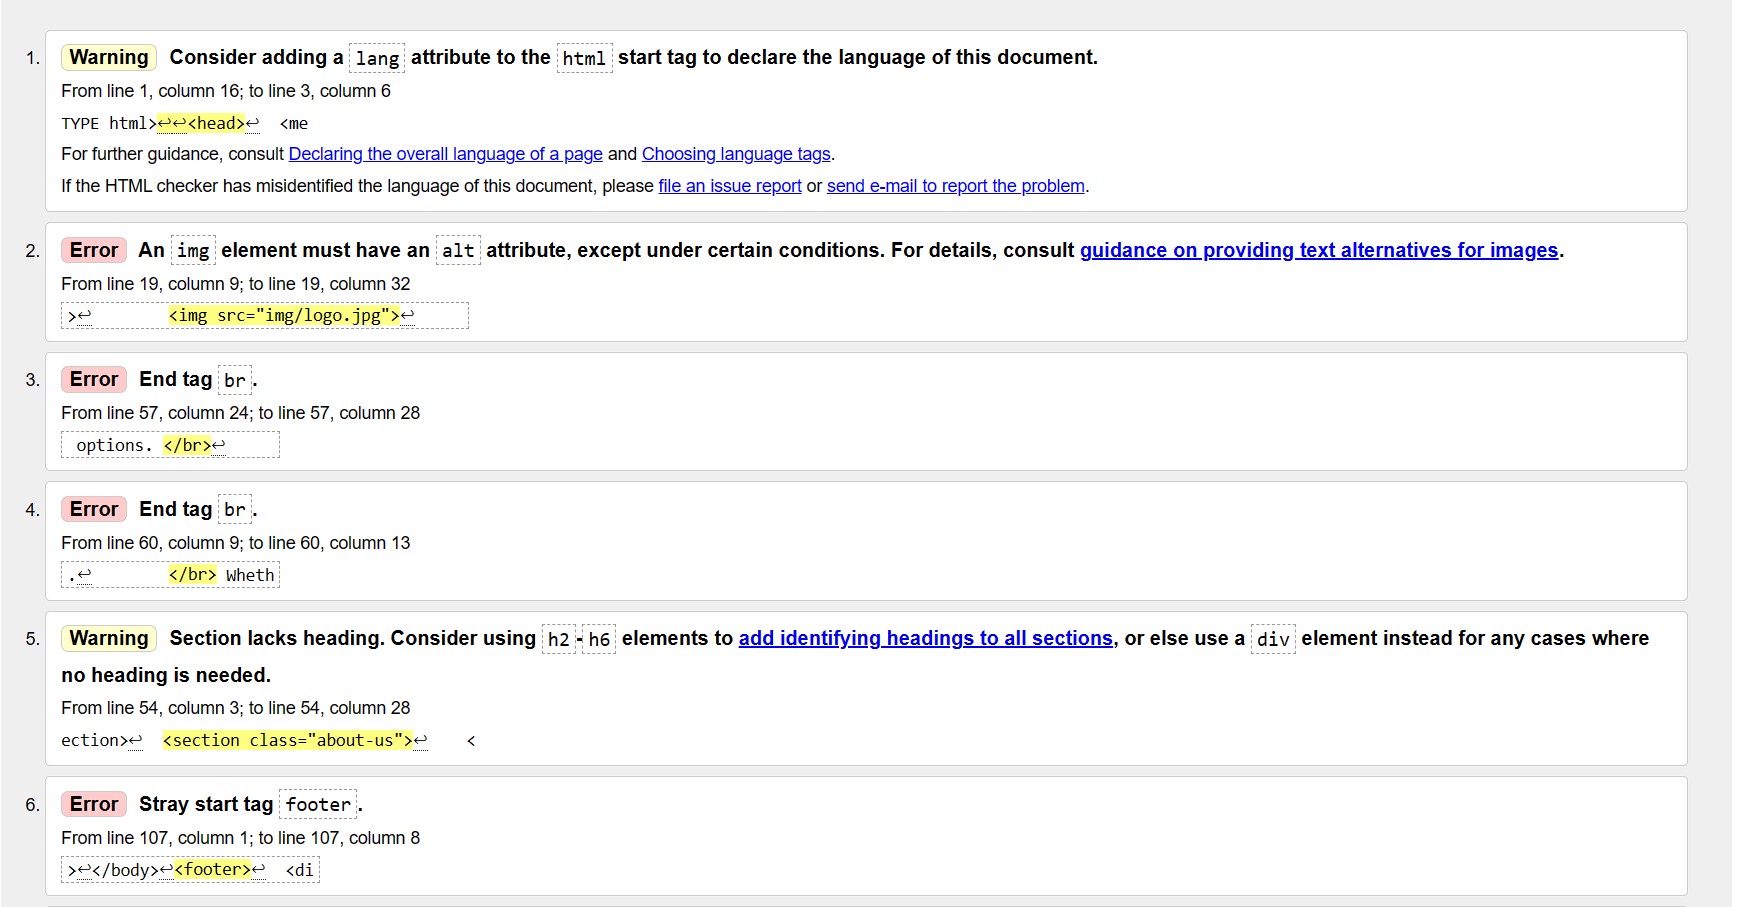 1. Warning Consider adding a lang attribute to the html start tag to declare the language of this document.
From line 1, column 16; to line 3, column 6
TYPE html>↩↩<head>↩  <me
For further guidance, consult Declaring the overall language of a page and Choosing language tags.
If the HTML checker has misidentified the language of this document, please file an issue report or send e-mail to report the problem.
2. Error An img element must have an alt attribute, except under certain conditions. For details, consult guidance on providing text alternatives for images.
From line 19, column 9; to line 19, column 32
>↩        <img src="img/logo.jpg">↩
3. Error End tag br.
From line 57, column 24; to line 57, column 28
options. </br>↩
4. Error End tag br.
From line 60, column 9; to line 60, column 13
.↩        </br> Wheth
5. Warning Section lacks heading. Consider using h2-h6 elements to add identifying headings to all sections, or else use a div element instead for any cases where
no heading is needed.
From line 54, column 3; to line 54, column 28
ection>↩  <section class="about-us">↩    <
6. Error Stray start tag footer.
From line 107, column 1; to line 107, column 8
>↩</body>↩<footer>↩  <di